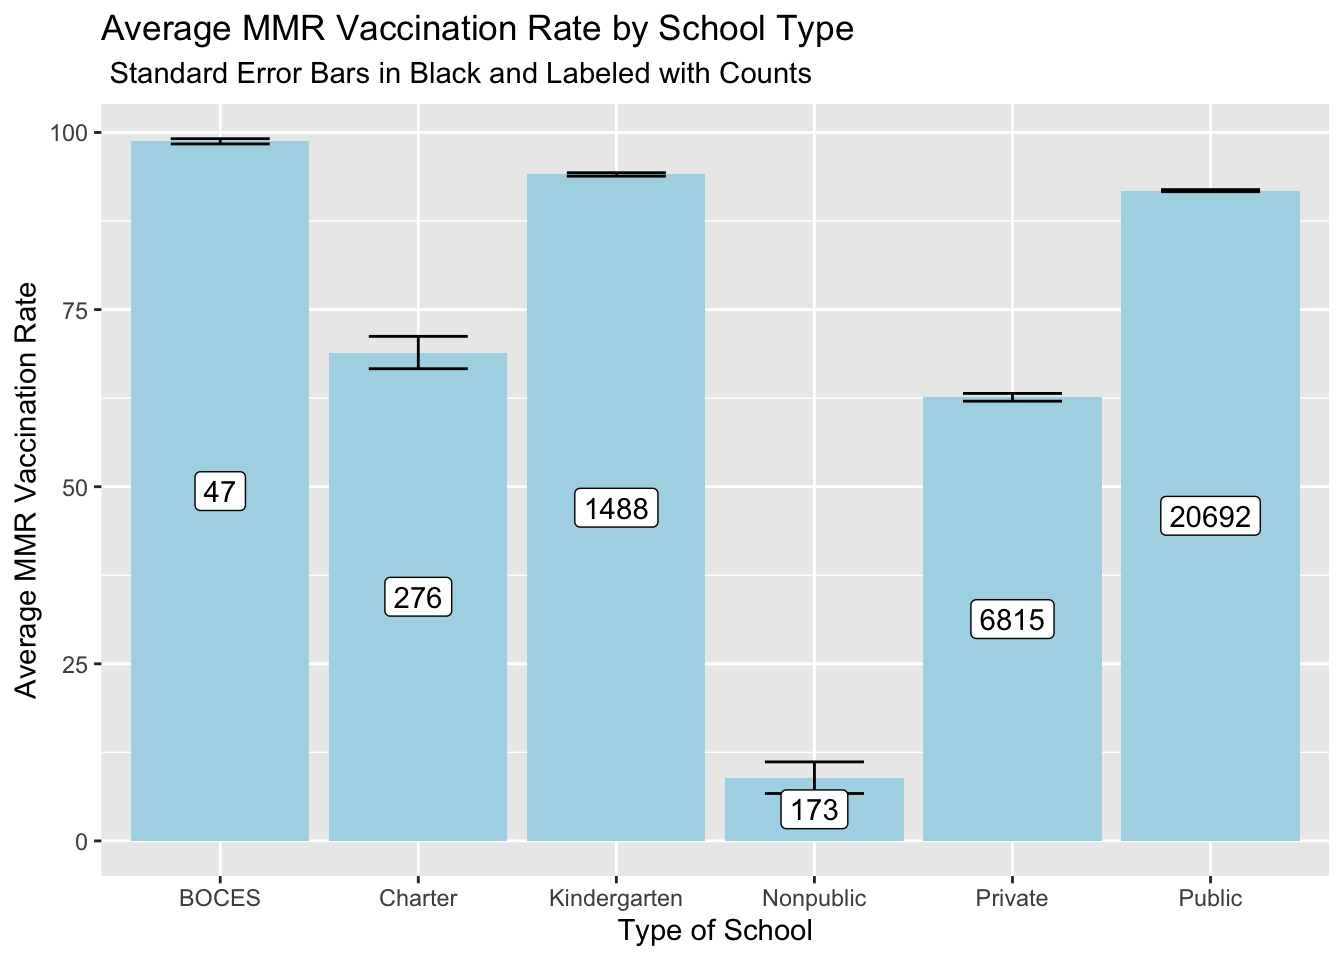 Average MMR Vaccination Rate by School Type
Standard Error Bars in Black and Labeled with Counts
Average MMR Vaccination Rate
100
75
50
25
0
47
276
1488
173
6815
20692
BOCES
Charter
Kindergarten
Nonpublic
Private
Public
Type of School